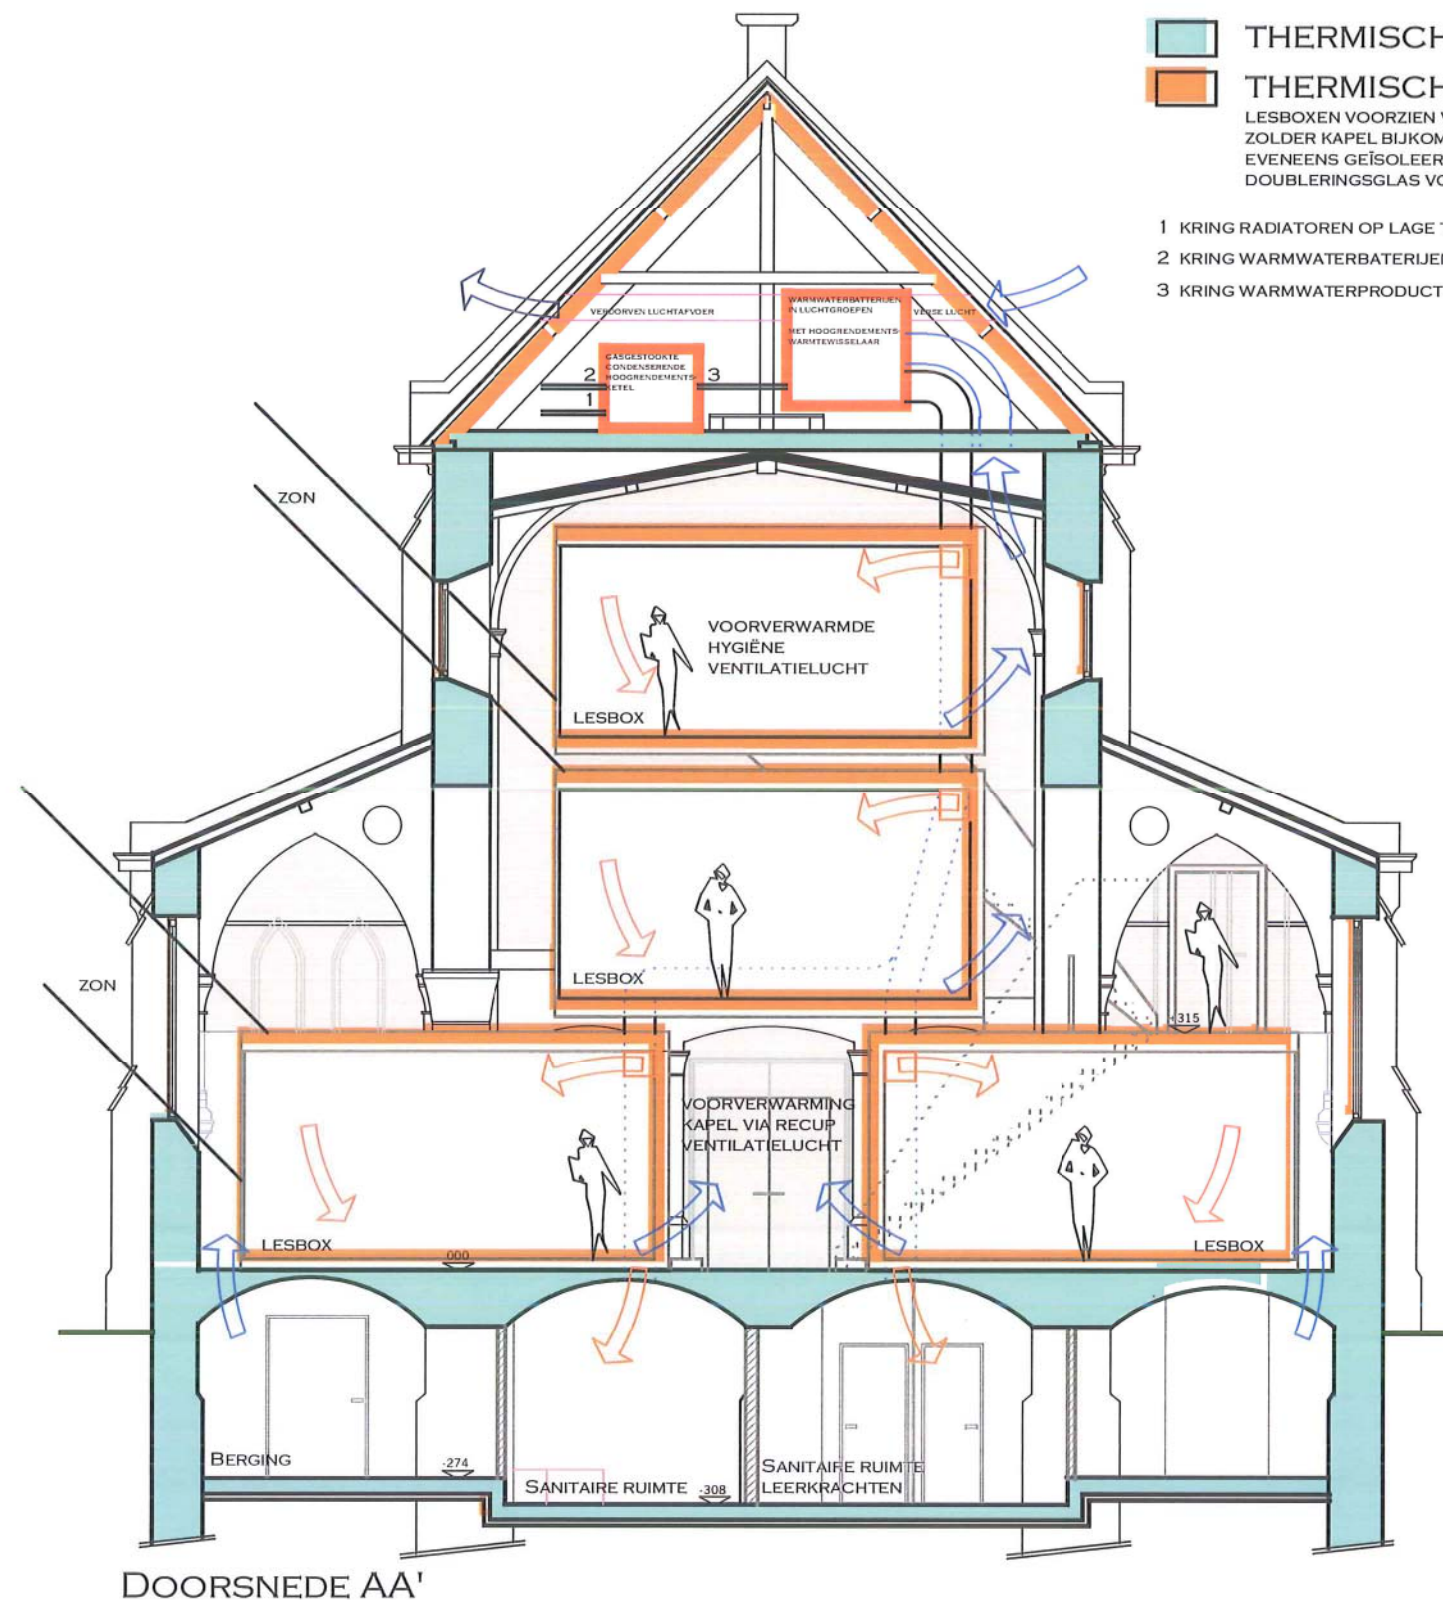 THERMISCH
THERMISCH
LESBOXEN VOORZIEN
ZOLDER KAPEL BIJKOM
EVENEENS GEÏSOLEER
DOUBLERINGSGLAS VO
1 KRING RADIATOREN OP LAGE T
2 KRING WARMWATERBATERIJEN
3 KRING WARMWATERPRODUCT
VERDORVEN LUCHTAFVOER
WARMWATERBATTERIJEN
IN LUCHTGROEPEN
MET HOOGRENDEMENTS-
WARMTEWISSELAAR
VERSE LUCHT
GASGESTOOKTE
CONDENSERENDE
HOOGRENDEMENTS-
KETEL
2
3
1
ZON
VOORVERWARMDE
HYGIËNE
VENTILATIELUCHT
LESBOX
LESBOX
ZON
315
VOORVERWARMING
KAPEL VIA RECUP
VENTILATIELUCHT
LESBOX
000
LESBOX
BERGING
-274
SANITAIRE RUIMTE
-308
SANITAIRE RUIMTE
LEERKRACHTEN
DOORSNEDE AA'